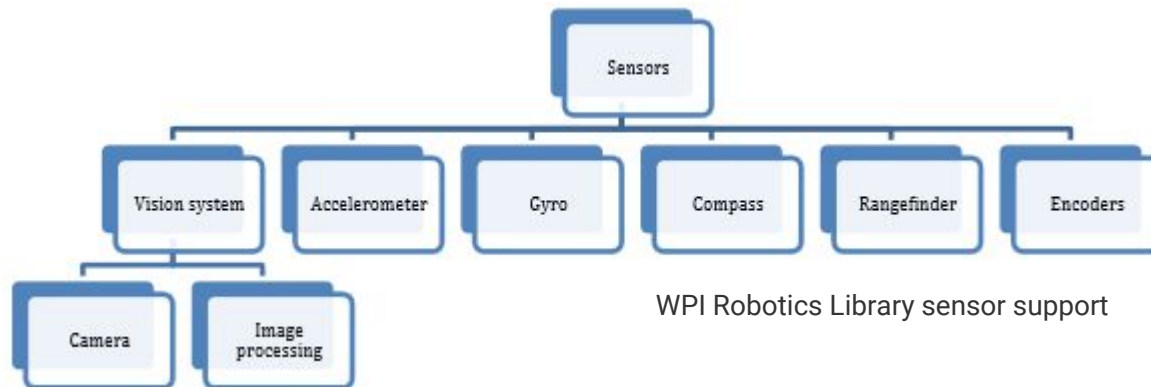 Sensors
Vision system
Accelerometer
Gyro
Compass
Rangefinder
Encoders
Camera
Image
processing
WPI Robotics Library sensor support